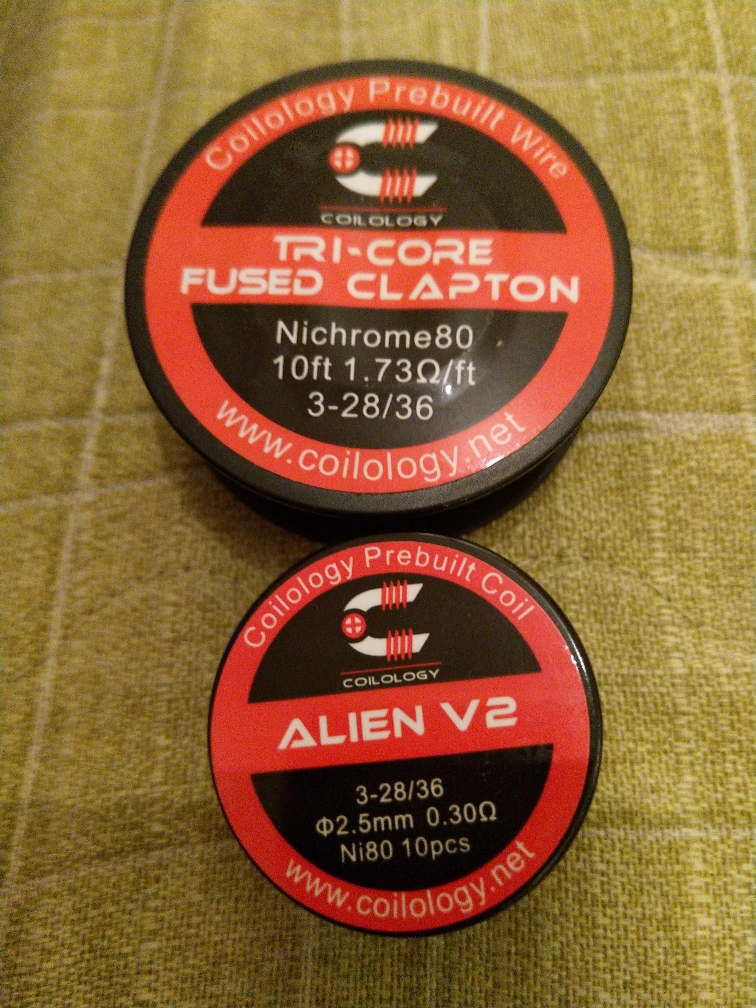 Coilology Prebuilt Wire
COILOLOGY
TRI-CORE
FUSED CLAPTON
Nichrome80
10ft 1.73Ω/ft
3-28/36
www.coilology.net
Coilology Prebuilt Coil
COILOLOGY
ALIEN V2
3-28/36
Φ2.5mm 0.30Ω
Ni80 10pcs
www.coilology.net